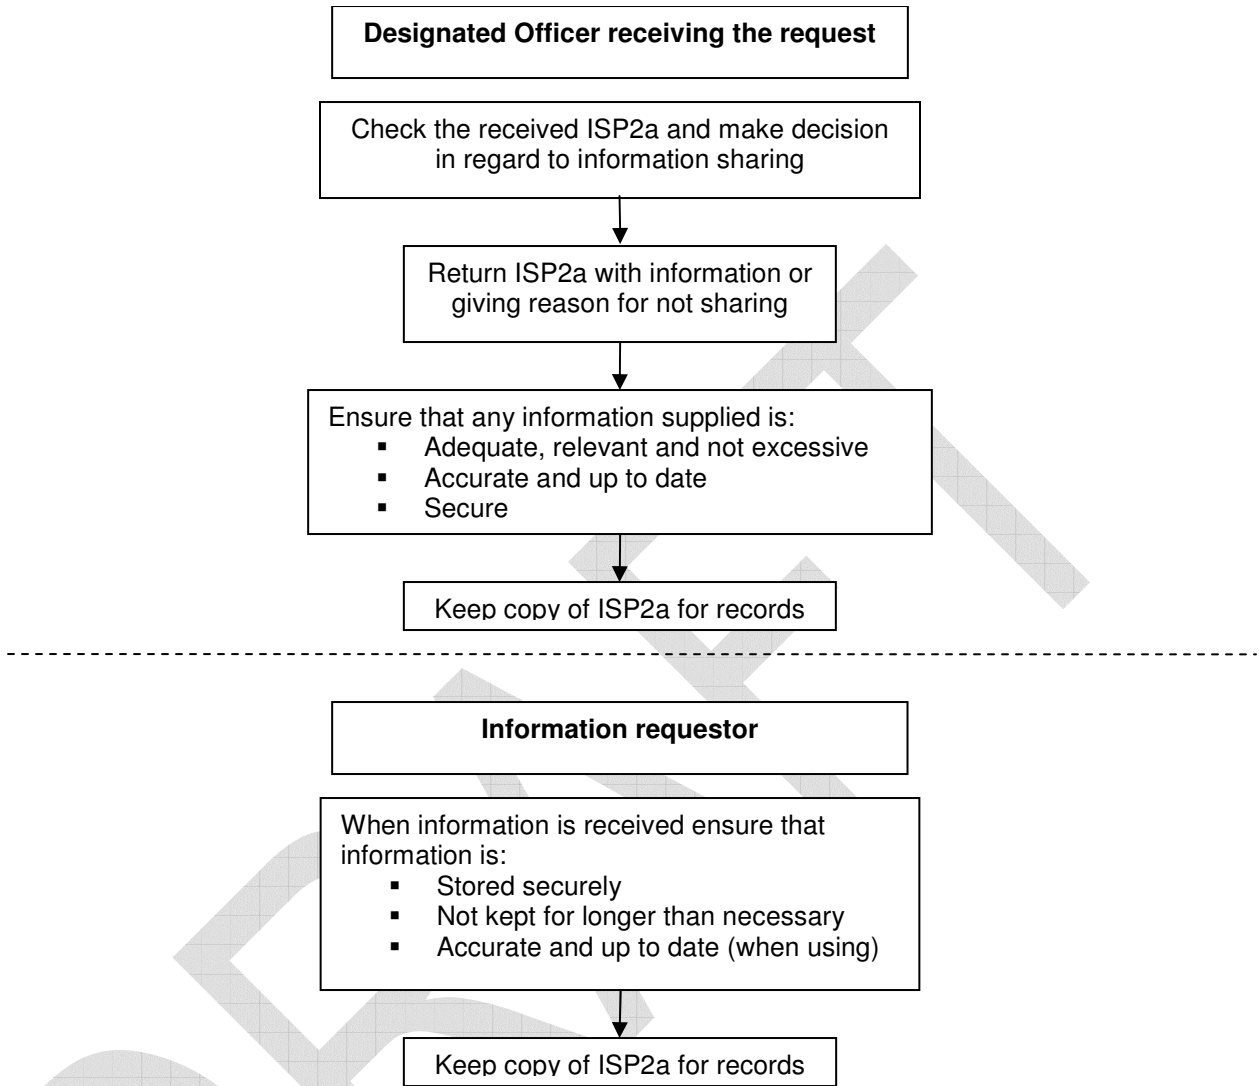 Designated Officer receiving the request
Check the received ISP2a and make decision
in regard to information sharing
Return ISP2a with information or
giving reason for not sharing
Ensure that any information supplied is:
▪ Adequate, relevant and not excessive
▪ Accurate and up to date
▪ Secure
Keep copy of ISP2a for records
Information requestor
When information is received ensure that
information is:
▪ Stored securely
▪ Not kept for longer than necessary
▪ Accurate and up to date (when using)
Keep copy of ISP2a for records
DRAFT